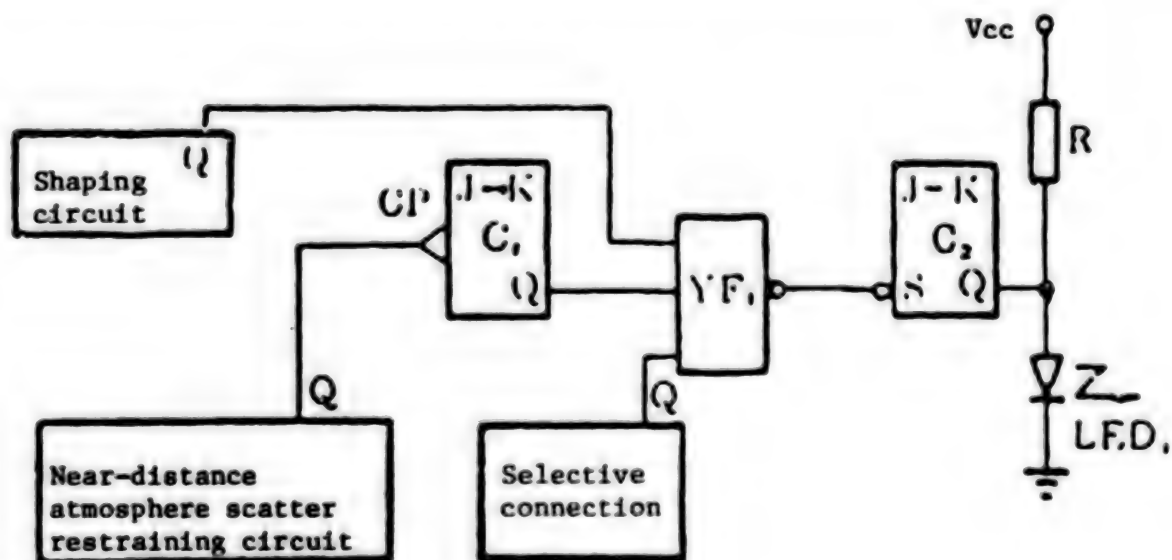 Vcc
R
Q
Shaping
circuit
CP
J-K
C₁
Q
YF₁
J-K
C₂
S Q
LED₁
Q
Near-distance
atmosphere scatter
restraining circuit
Q
Selective
connection